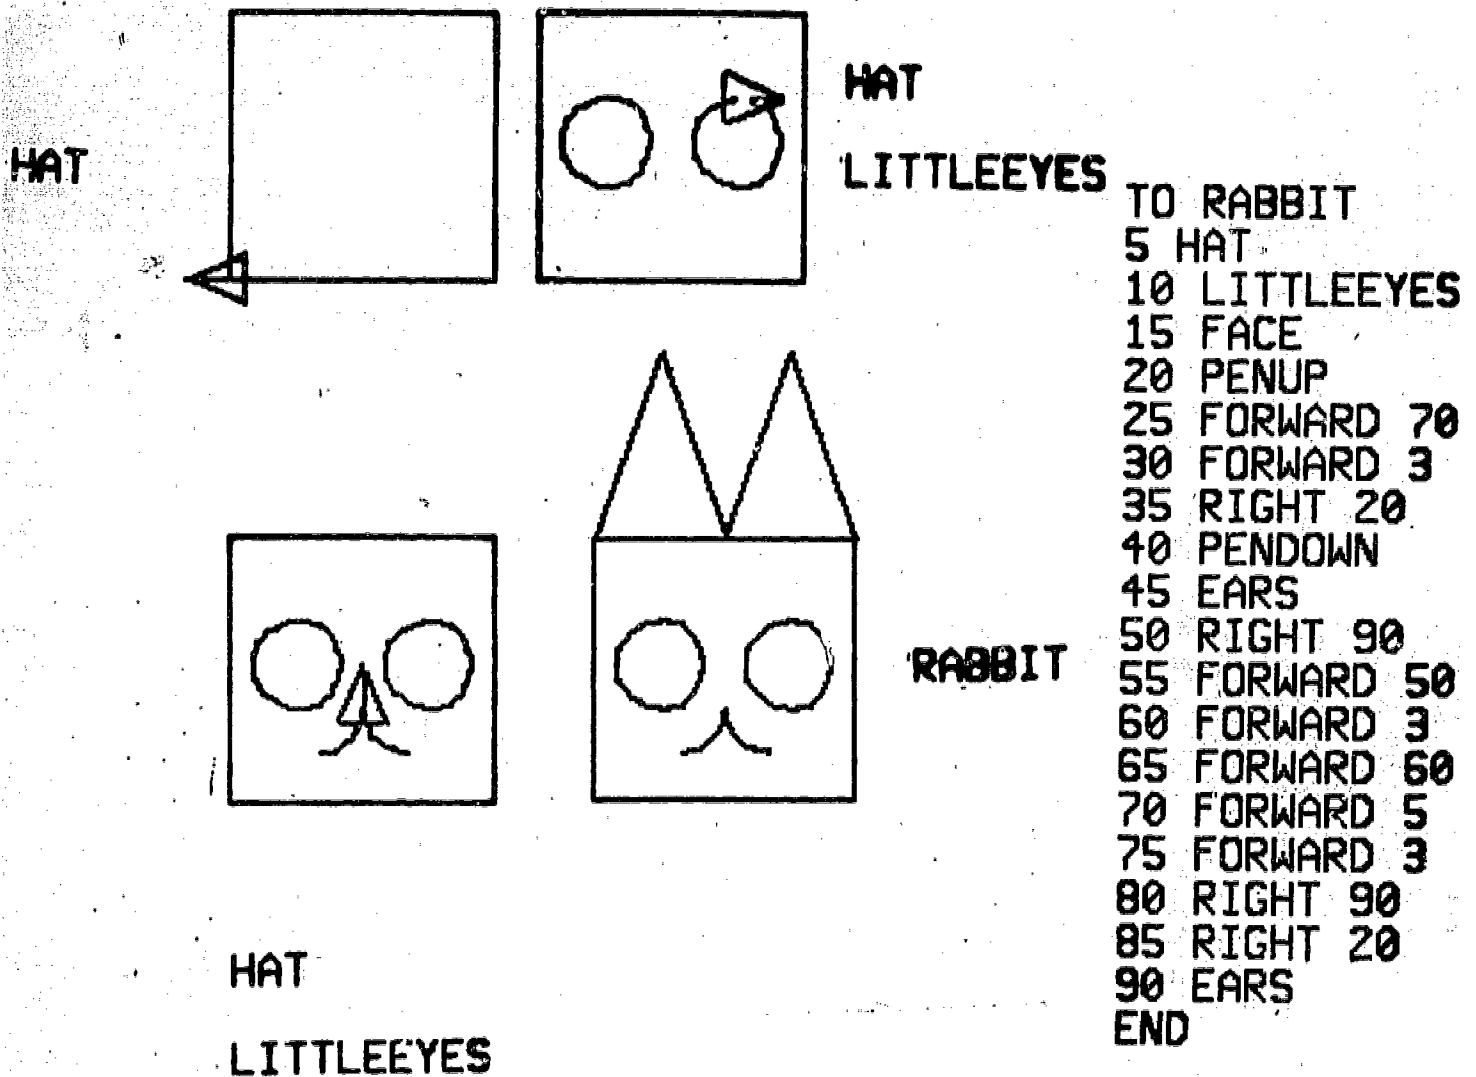 HAT
HAT
LITTLEEYES
RABBIT
HAT
LITTLEEYES
TO RABBIT
5 HAT
10 LITTLEEYES
15 FACE
20 PENUP
25 FORWARD 70
30 FORWARD 3
35 RIGHT 20
40 PENDOWN
45 EARS
50 RIGHT 90
55 FORWARD 50
60 FORWARD 3
65 FORWARD 60
70 FORWARD 5
75 FORWARD 3
80 RIGHT 90
85 RIGHT 20
90 EARS
END